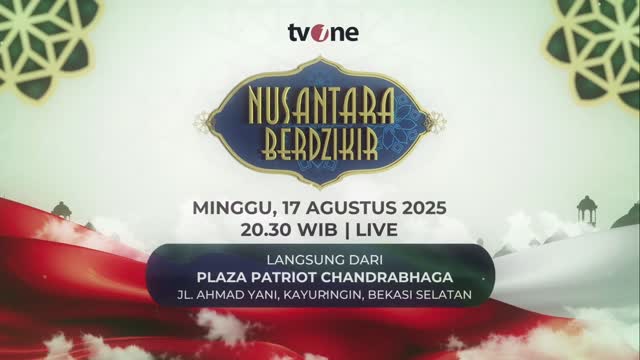 tvOne
NUSANTARA
BERDZIKIR
MINGGU, 17 AGUSTUS 2025
20.30 WIB | LIVE
LANGSUNG DARI
PLAZA PATRIOT CHANDRABHAGA
JL. AHMAD YANI, KAYURINGIN, BEKASI SELATAN